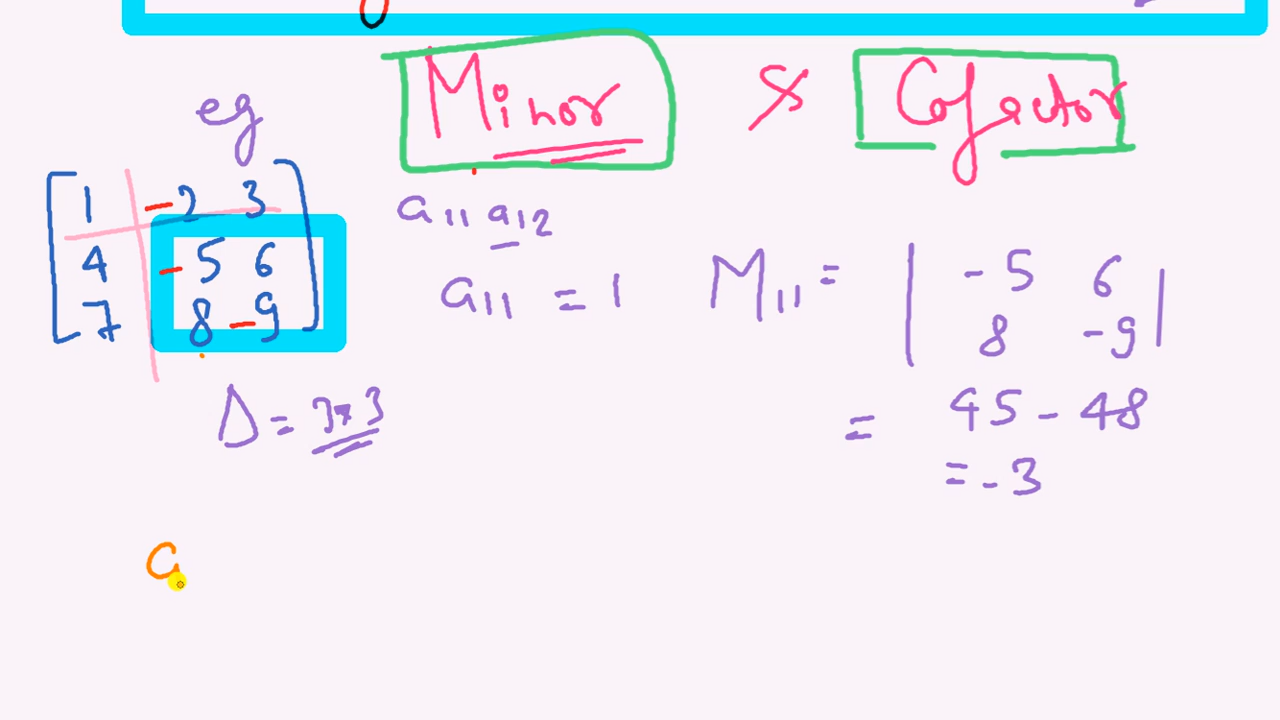 Minor & Cofactor
eg
1 -2 3
4 -5 6
7 8 -9
a11 a12
a11 = 1
M11 =
-5 6
8 -9
= 45 - 48
= -3
Δ = 3×3
a